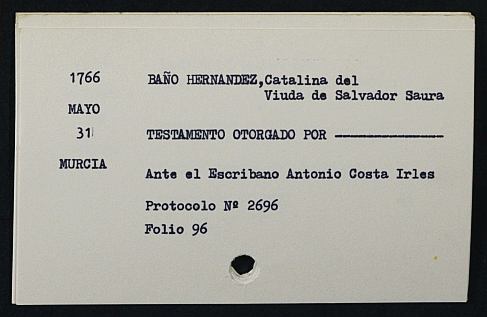 1766 BAÑO HERNANDEZ,Catalina del
Viuda de Salvador Saura
MAYO
31 TESTAMENTO OTORGADO POR ----------------
MURCIA
Ante el Escribano Antonio Costa Irles
Protocolo Nº 2696
Folio 96